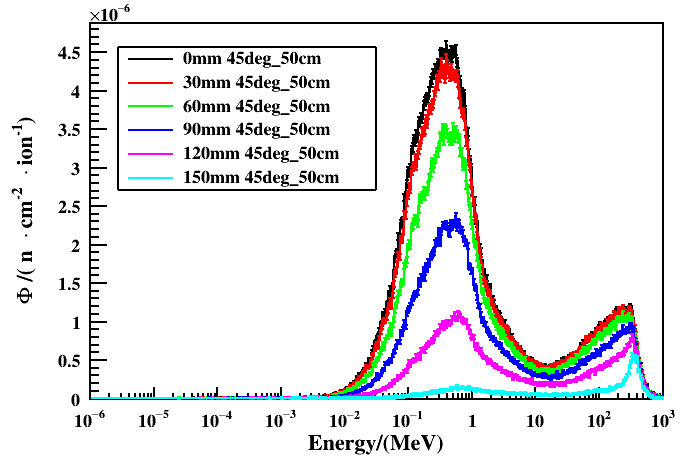 ×10⁻⁶
4.5
4
3.5
3
2.5
2
1.5
1
0.5
0
Φ /( n · cm⁻² · ion⁻¹)
0mm 45deg_50cm
30mm 45deg_50cm
60mm 45deg_50cm
90mm 45deg_50cm
120mm 45deg_50cm
150mm 45deg_50cm
10⁻⁶ 10⁻⁵ 10⁻⁴ 10⁻³ 10⁻² 10⁻¹ 1 10 10² 10³
Energy/(MeV)